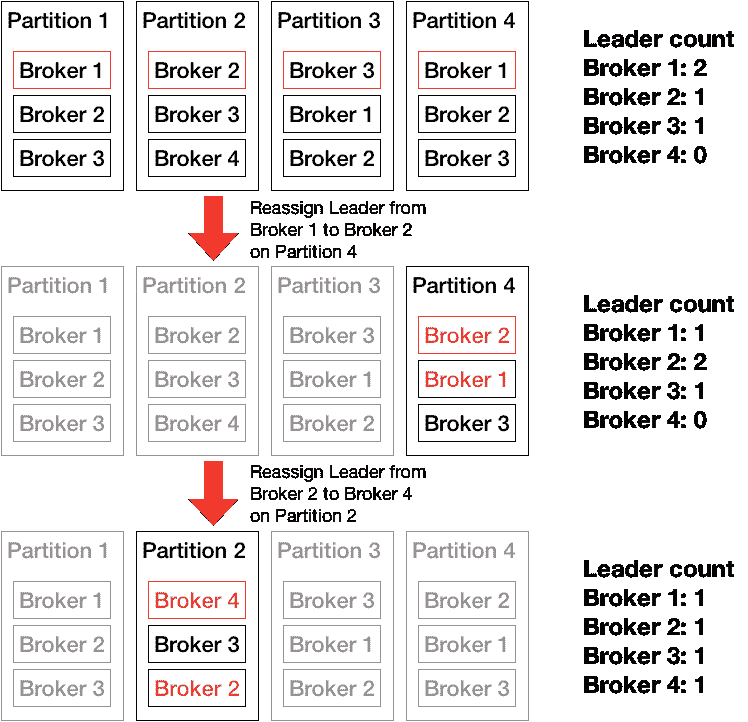 Partition 1
Broker 1
Broker 2
Broker 3
Partition 2
Broker 2
Broker 3
Broker 4
Partition 3
Broker 3
Broker 1
Broker 2
Partition 4
Broker 1
Broker 2
Broker 3
Leader count
Broker 1: 2
Broker 2: 1
Broker 3: 1
Broker 4: 0
Reassign Leader from
Broker 1 to Broker 2
on Partition 4
Partition 1
Broker 1
Broker 2
Broker 3
Partition 2
Broker 2
Broker 3
Broker 4
Partition 3
Broker 3
Broker 1
Broker 2
Partition 4
Broker 2
Broker 1
Broker 3
Leader count
Broker 1: 1
Broker 2: 2
Broker 3: 1
Broker 4: 0
Reassign Leader from
Broker 2 to Broker 4
on Partition 2
Partition 1
Broker 1
Broker 2
Broker 3
Partition 2
Broker 4
Broker 3
Broker 2
Partition 3
Broker 3
Broker 1
Broker 2
Partition 4
Broker 2
Broker 1
Broker 3
Leader count
Broker 1: 1
Broker 2: 1
Broker 3: 1
Broker 4: 1